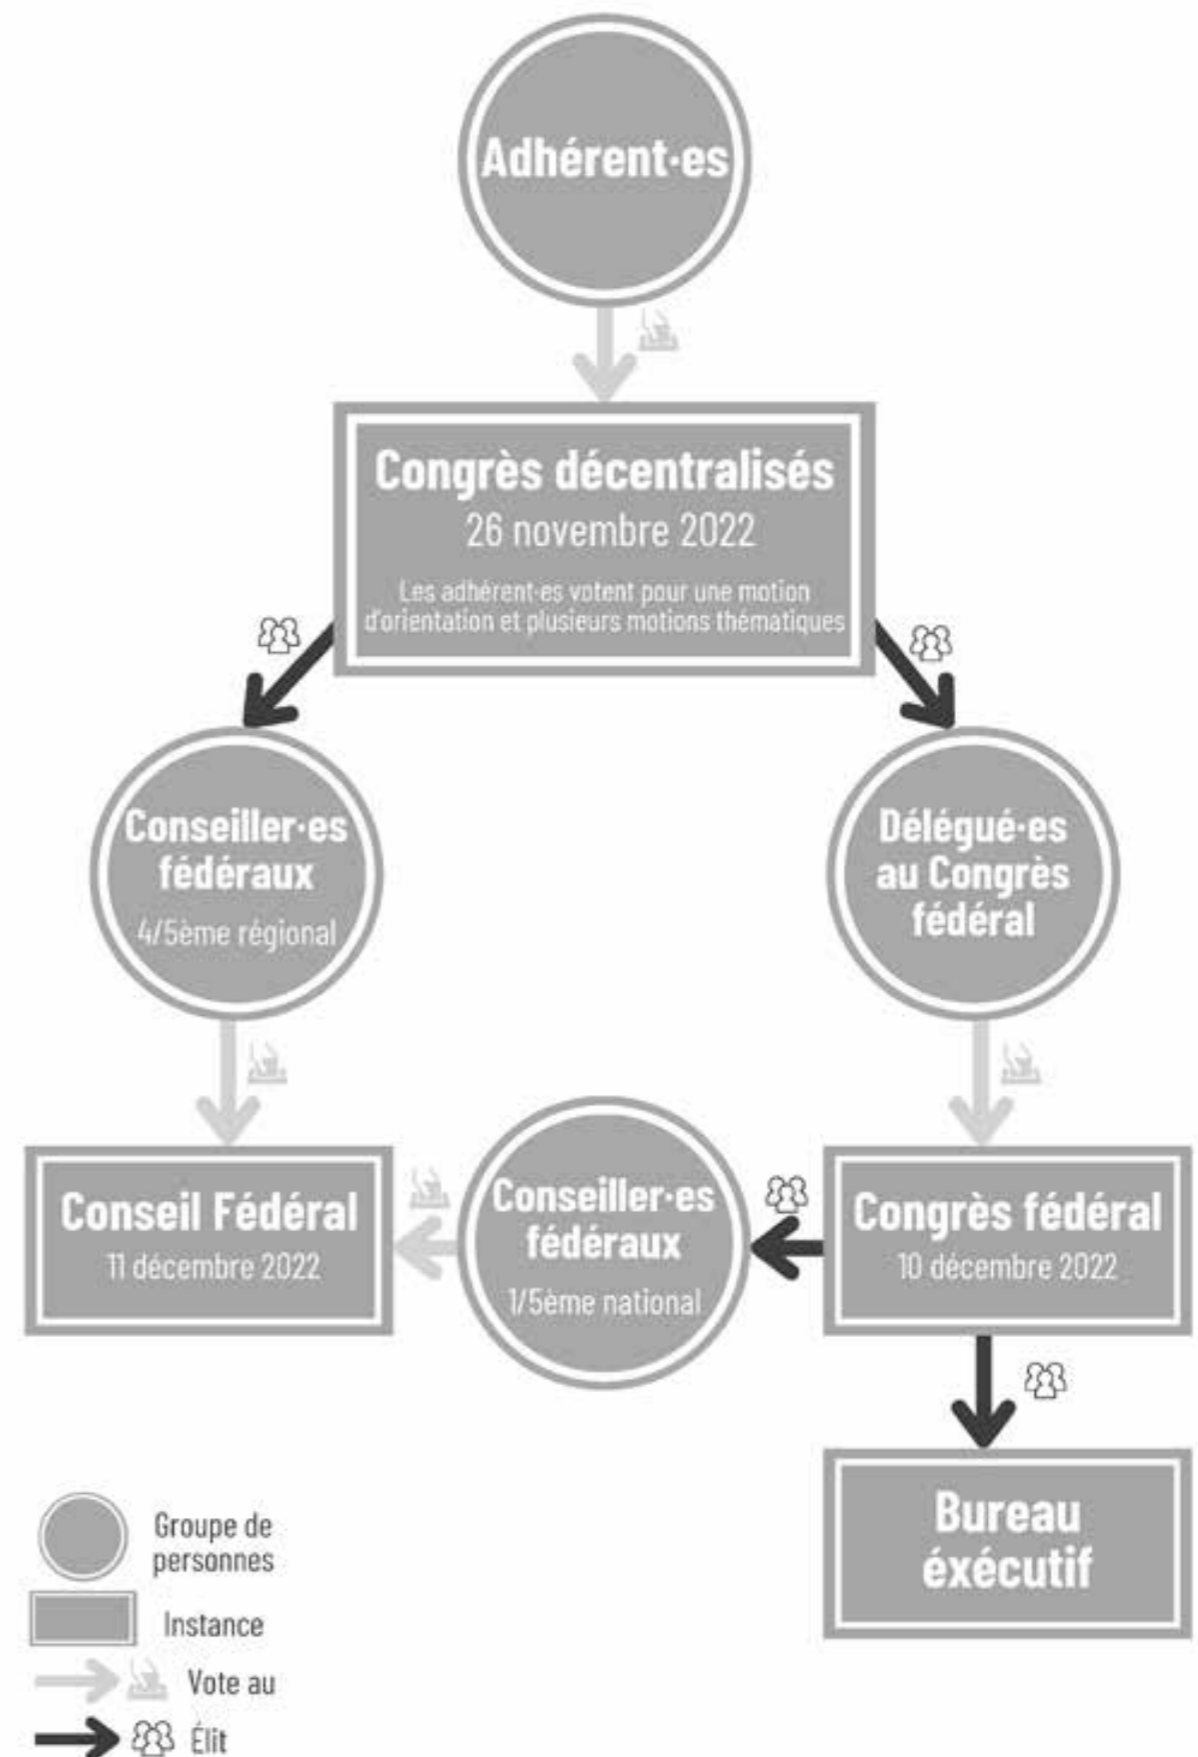 Adhérent·es
Congrès décentralisés
26 novembre 2022
Les adhérent·es votent pour une motion
d'orientation et plusieurs motions thématiques
Conseiller·es
fédéraux
4/5ème régional
Délégué·es
au Congrès
fédéral
Conseil Fédéral
11 décembre 2022
Conseiller·es
fédéraux
1/5ème national
Congrès fédéral
10 décembre 2022
Bureau
éxécutif
Groupe de
personnes
Instance
Vote au
Élit